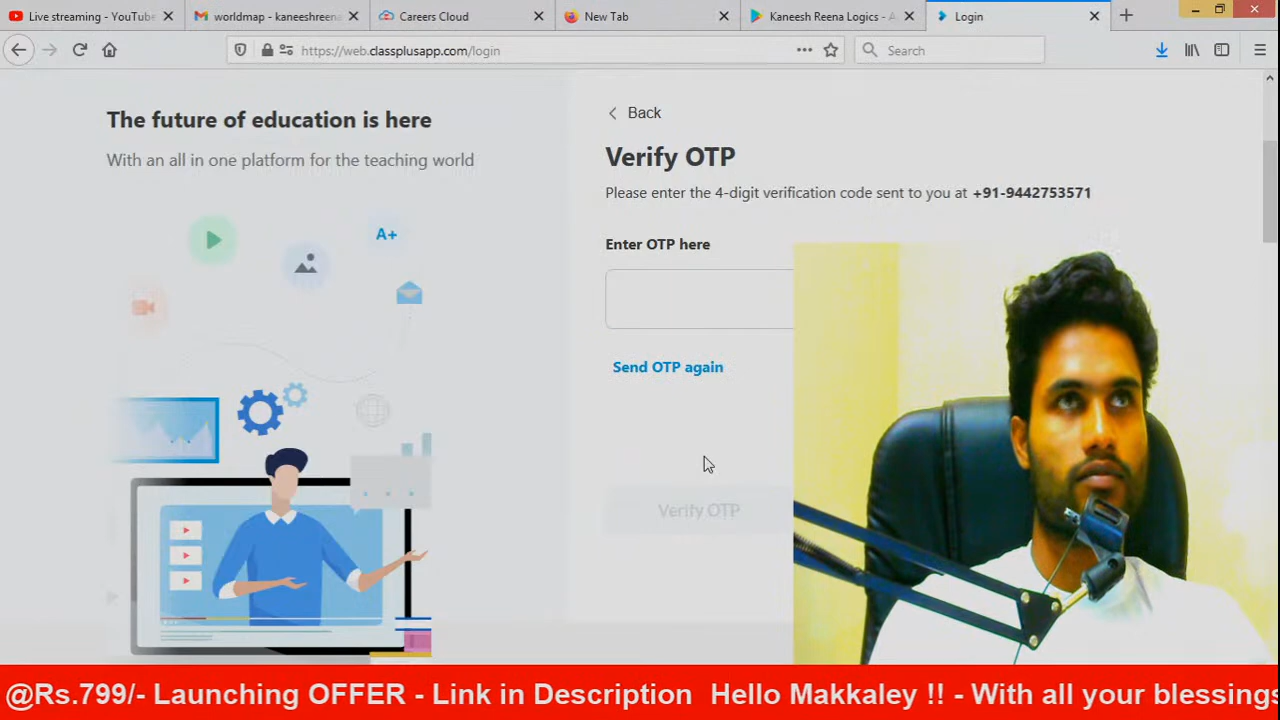 Live streaming - YouTube
worldmap - kaneeshreena
Careers Cloud
New Tab
Kaneesh Reena Logics - A
Login
https://web.classplusapp.com/login
Search
The future of education is here
With an all in one platform for the teaching world
A+
Back
Verify OTP
Please enter the 4-digit verification code sent to you at +91-9442753571
Enter OTP here
Send OTP again
Verify OTP
@Rs.799/- Launching OFFER - Link in Description Hello Makkaley !! - With all your blessings